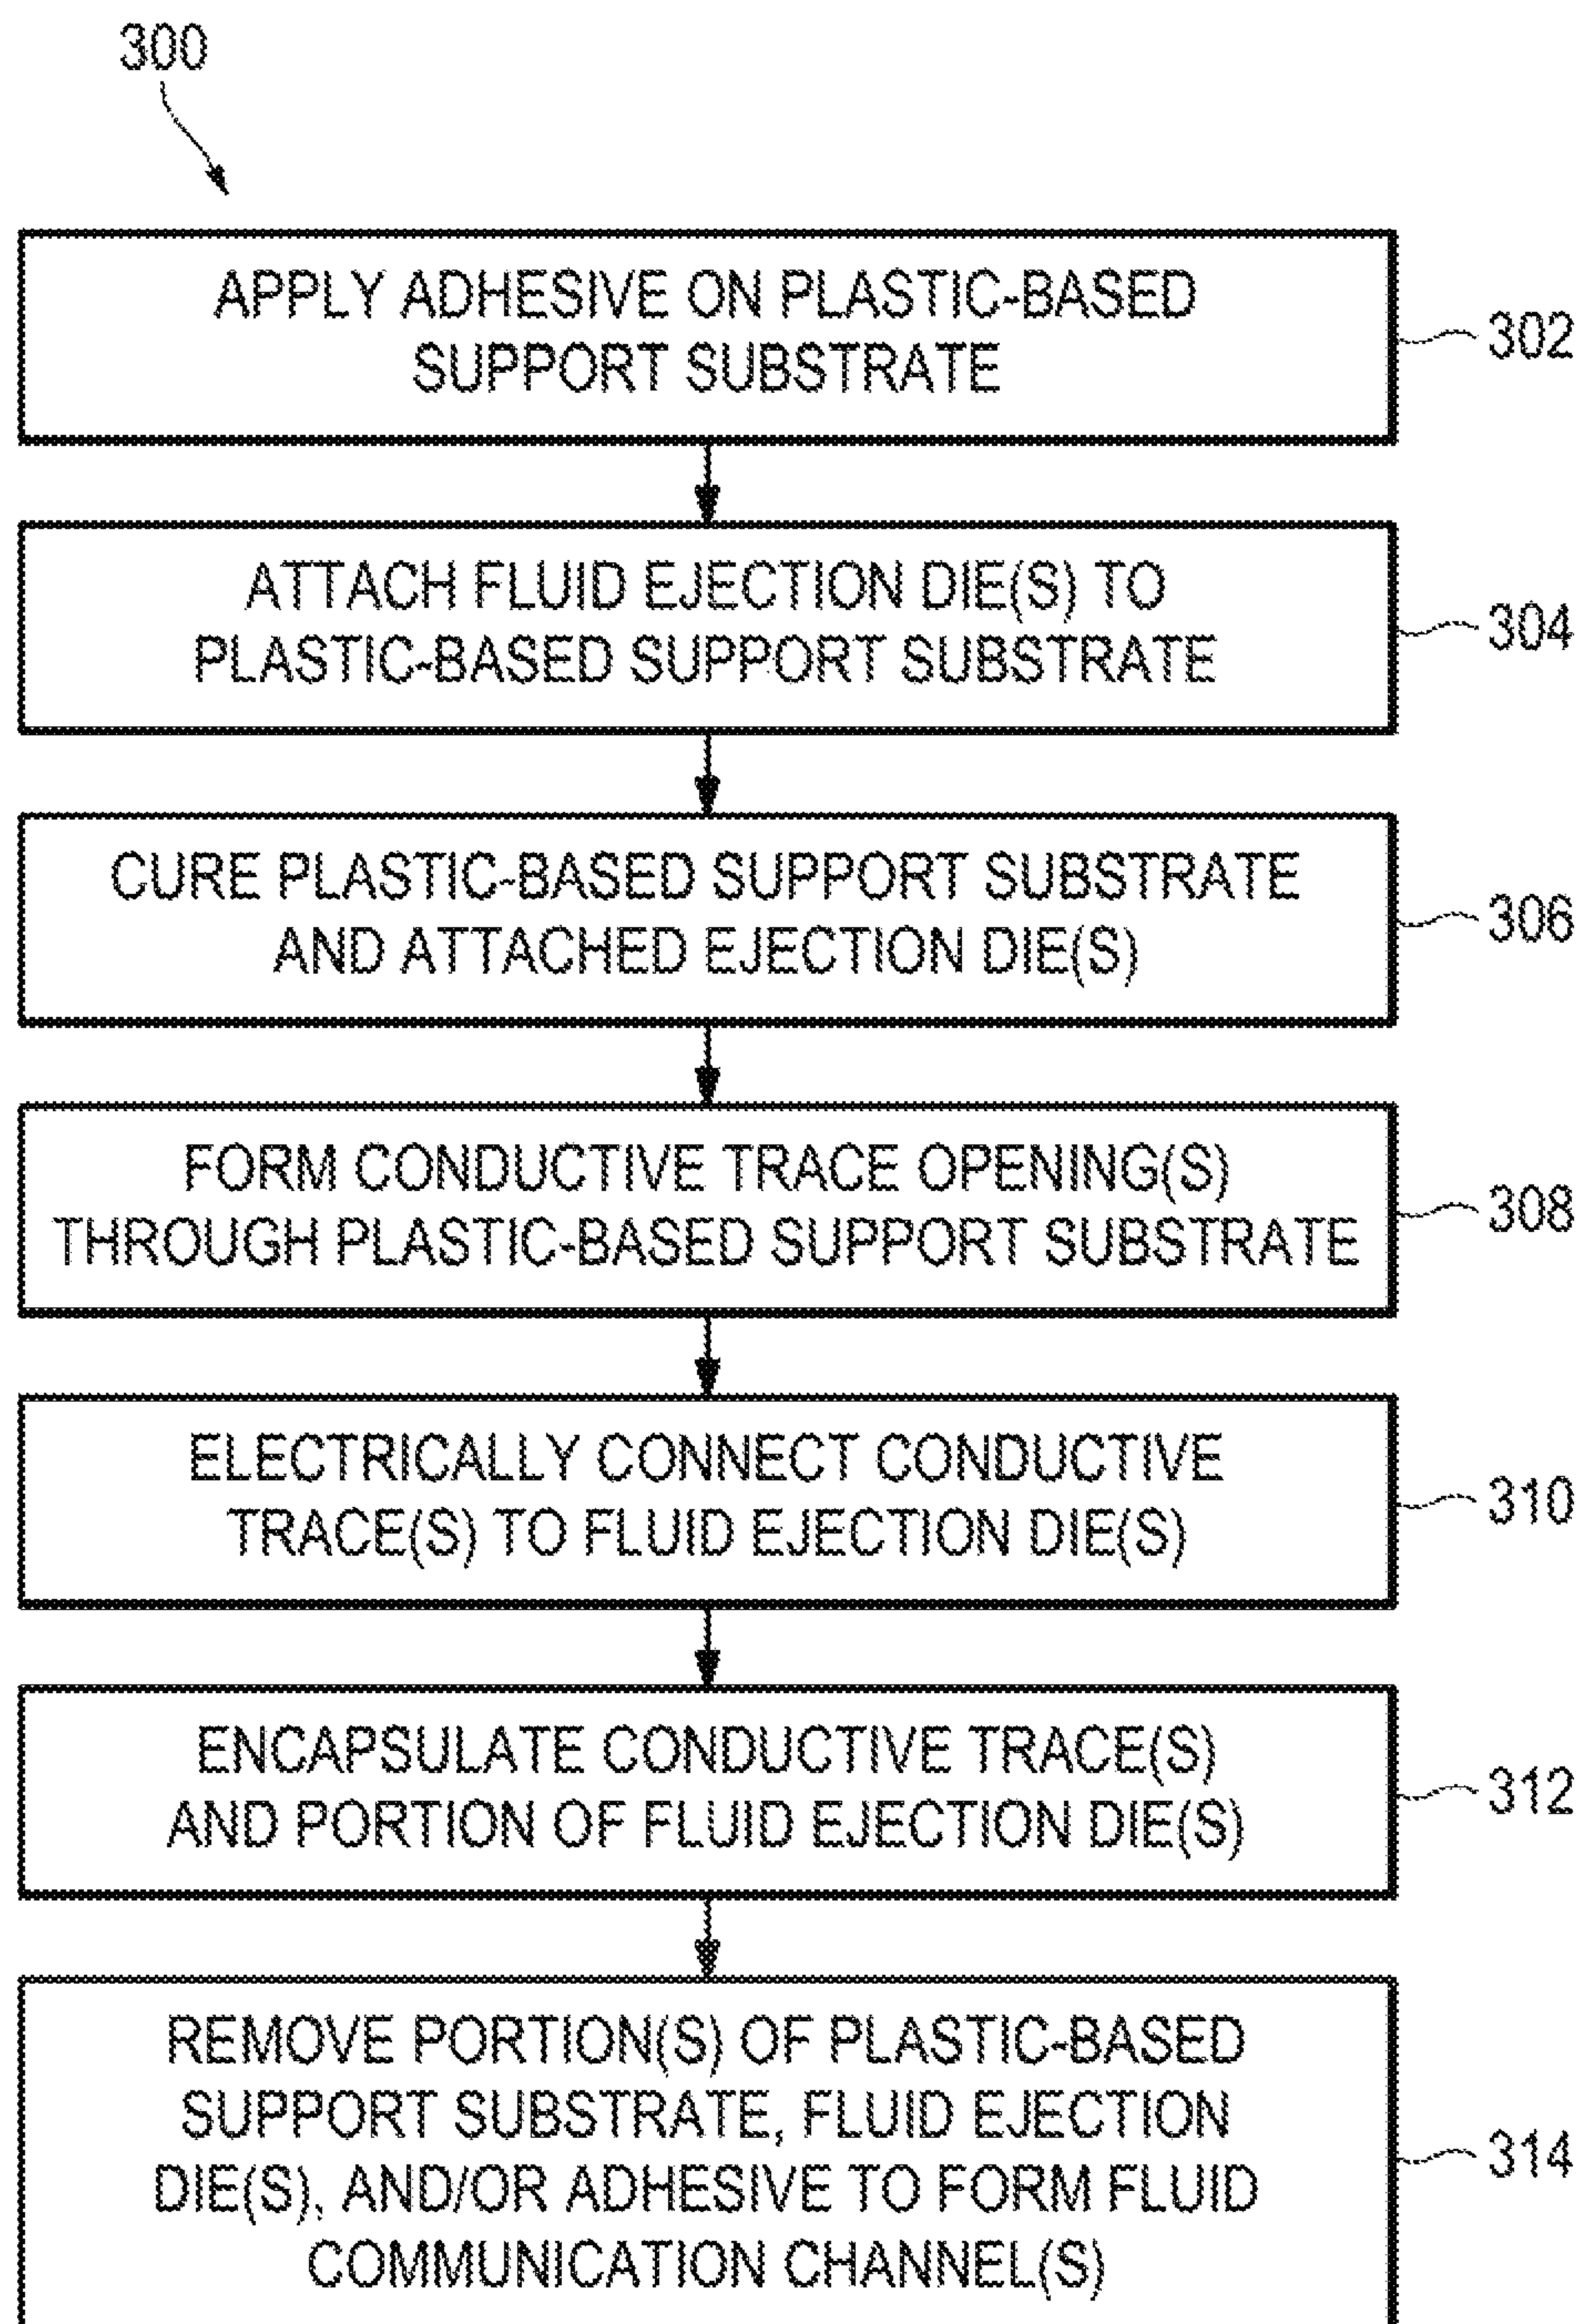 300
APPLY ADHESIVE ON PLASTIC-BASED
SUPPORT SUBSTRATE
302
ATTACH FLUID EJECTION DIE(S) TO
PLASTIC-BASED SUPPORT SUBSTRATE
304
CURE PLASTIC-BASED SUPPORT SUBSTRATE
AND ATTACHED EJECTION DIE(S)
306
FORM CONDUCTIVE TRACE OPENING(S)
THROUGH PLASTIC-BASED SUPPORT SUBSTRATE
308
ELECTRICALLY CONNECT CONDUCTIVE
TRACE(S) TO FLUID EJECTION DIE(S)
310
ENCAPSULATE CONDUCTIVE TRACE(S)
AND PORTION OF FLUID EJECTION DIE(S)
312
REMOVE PORTION(S) OF PLASTIC-BASED
SUPPORT SUBSTRATE, FLUID EJECTION
DIE(S), AND/OR ADHESIVE TO FORM FLUID
COMMUNICATION CHANNEL(S)
314